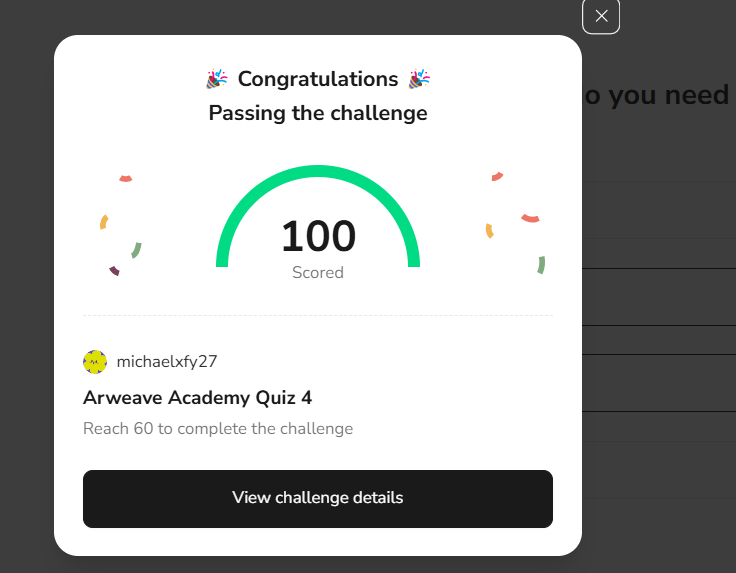 o you need
Congratulations
Passing the challenge
100
Scored
michaelxfy27
Arweave Academy Quiz 4
Reach 60 to complete the challenge
View challenge details